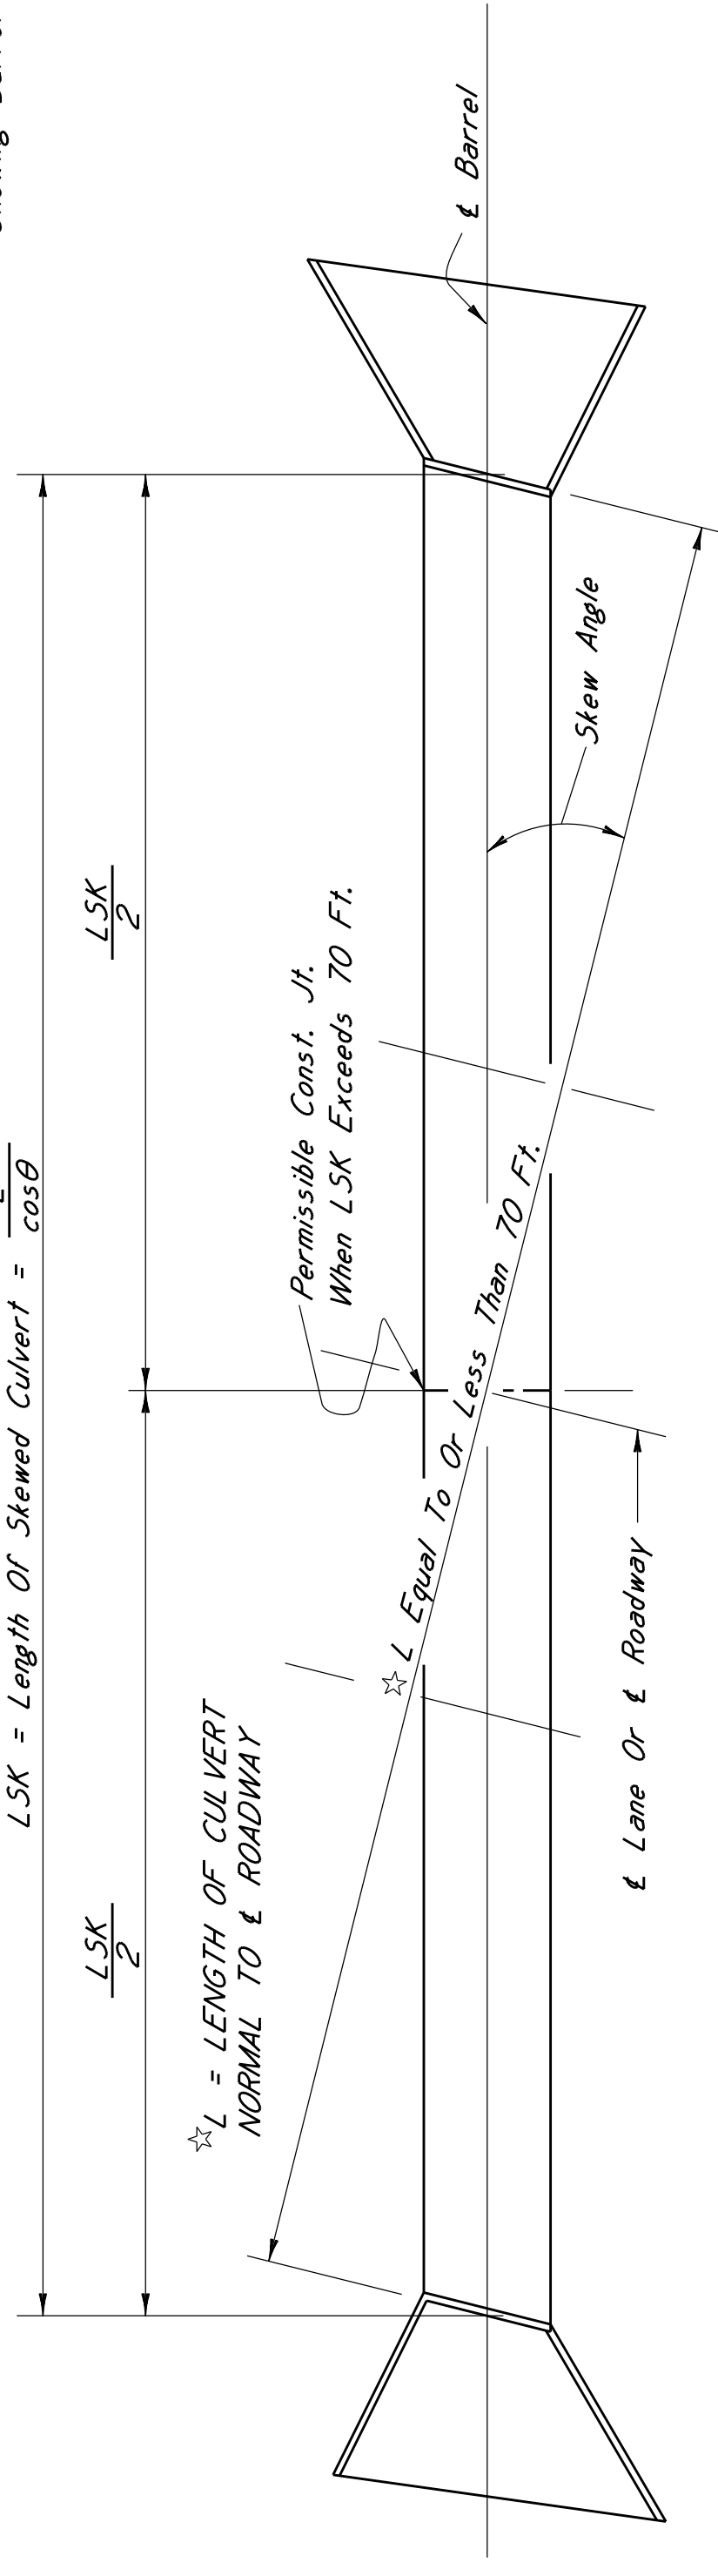 LSK = Length Of Skewed Culvert = 
cosθ
LSK
2
LSK
2
☆L = LENGTH OF CULVERT
NORMAL TO ℄ ROADWAY
Permissible Const. Jt.
When LSK Exceeds 70 Ft.
☆ L Equal To Or Less Than 70 Ft.
℄ Barrel
Skew Angle
℄ Lane Or ℄ Roadway